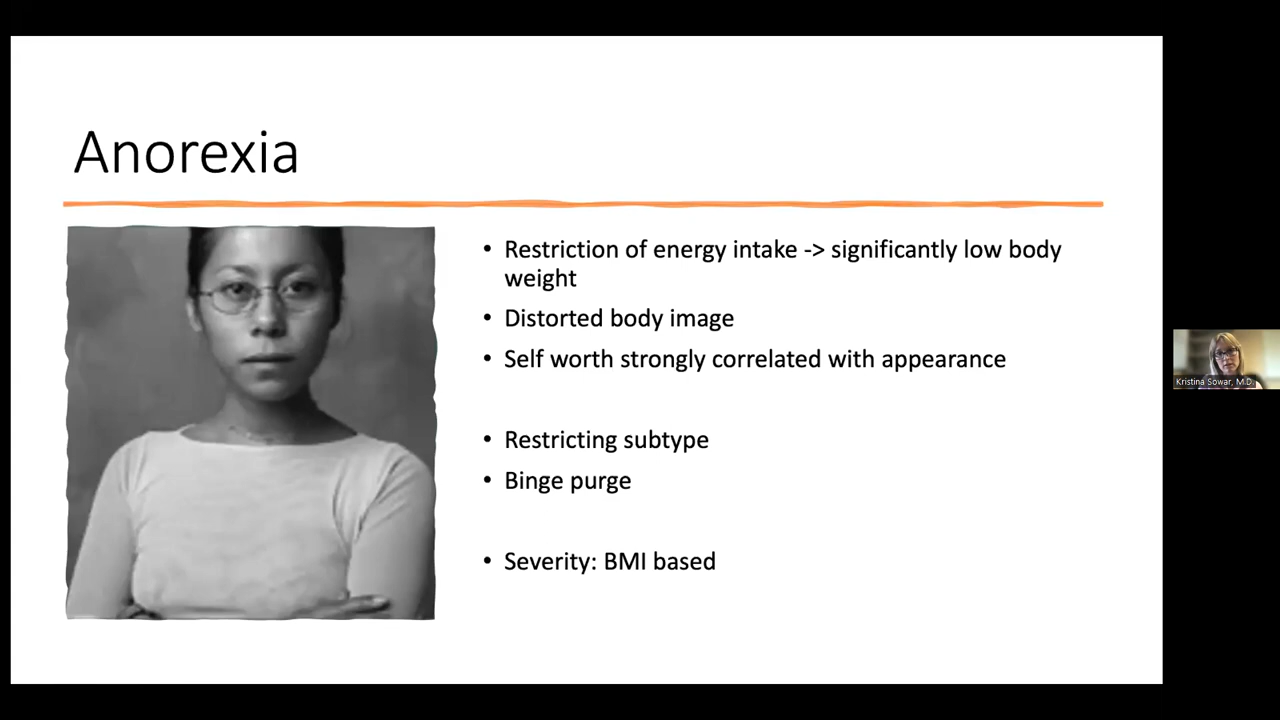 Anorexia
• Restriction of energy intake -> significantly low body
weight
• Distorted body image
• Self worth strongly correlated with appearance
• Restricting subtype
• Binge purge
• Severity: BMI based
Kristina Sowar, M.D.